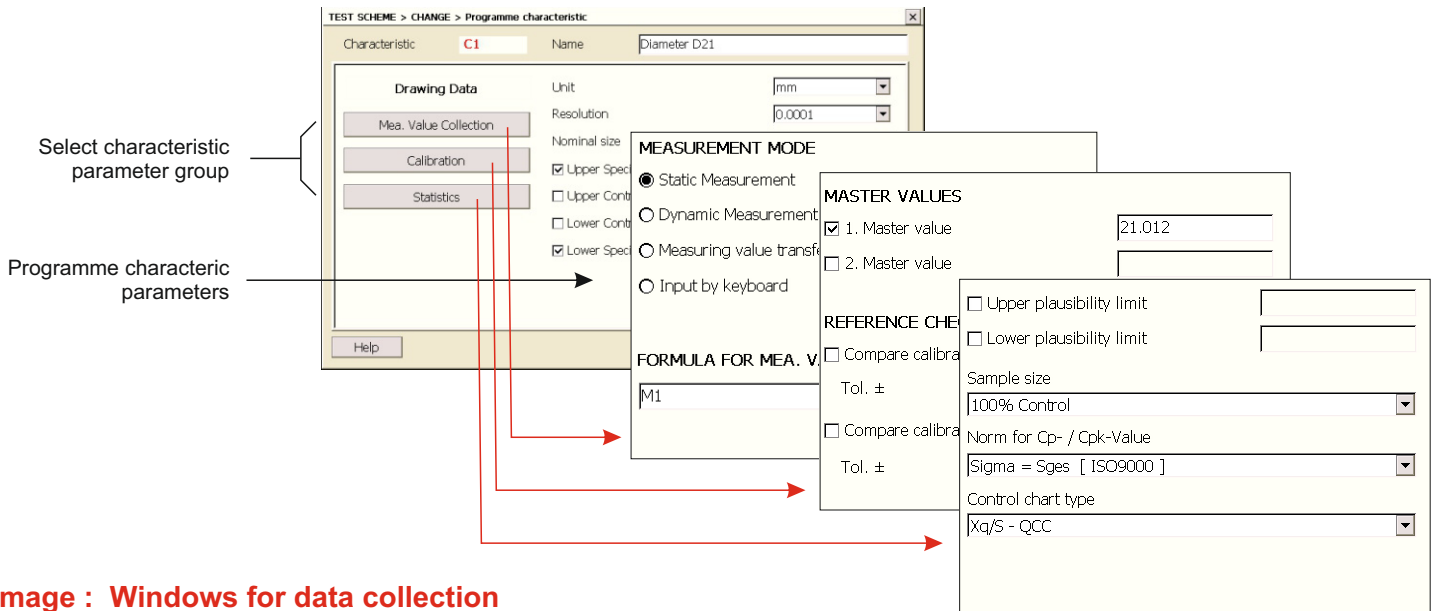 TEST SCHEME > CHANGE > Programme characteristic
Characteristic C1 Name Diameter D21
Drawing Data
Mea. Value Collection
Calibration
Statistics
Unit mm
Resolution 0.0001
Nominal size
Upper Speci
Upper Contr
Lower Contr
Lower Speci
Help
Select characteristic
parameter group
Programme characteric
parameters
MEASUREMENT MODE
Static Measurement
Dynamic Measurement
Measuring value transfe
Input by keyboard
FORMULA FOR MEA. V
M1
MASTER VALUES
1. Master value 21.012
2. Master value
REFERENCE CHE
Compare calibra
Tol. ±
Compare calibra
Tol. ±
Upper plausibility limit
Lower plausibility limit
Sample size
100% Control
Norm for Cp- / Cpk-Value
Sigma = Sges [ ISO9000 ]
Control chart type
Xq/S - QCC
mage : Windows for data collection